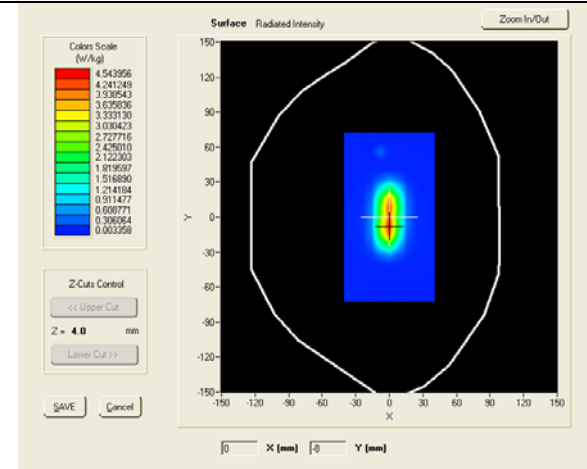 Surface Radiated Intensity
Zoom In/Out
Colors Scale
(W/kg)
4.543956
4.241249
3.938543
3.635836
3.333130
3.030423
2.727716
2.425010
2.122303
1.819597
1.516890
1.214184
0.911477
0.608771
0.306064
0.003358
Z-Cuts Control
<< Upper Cut
Z = 4.0 mm
Lower Cut >>
SAVE
Cancel
150
120
90
60
30
0
-30
-60
-90
-120
-150
Y
-150 -120 -90 -60 -30 0 30 60 90 120 150
X
0 X (mm) -8 Y (mm)